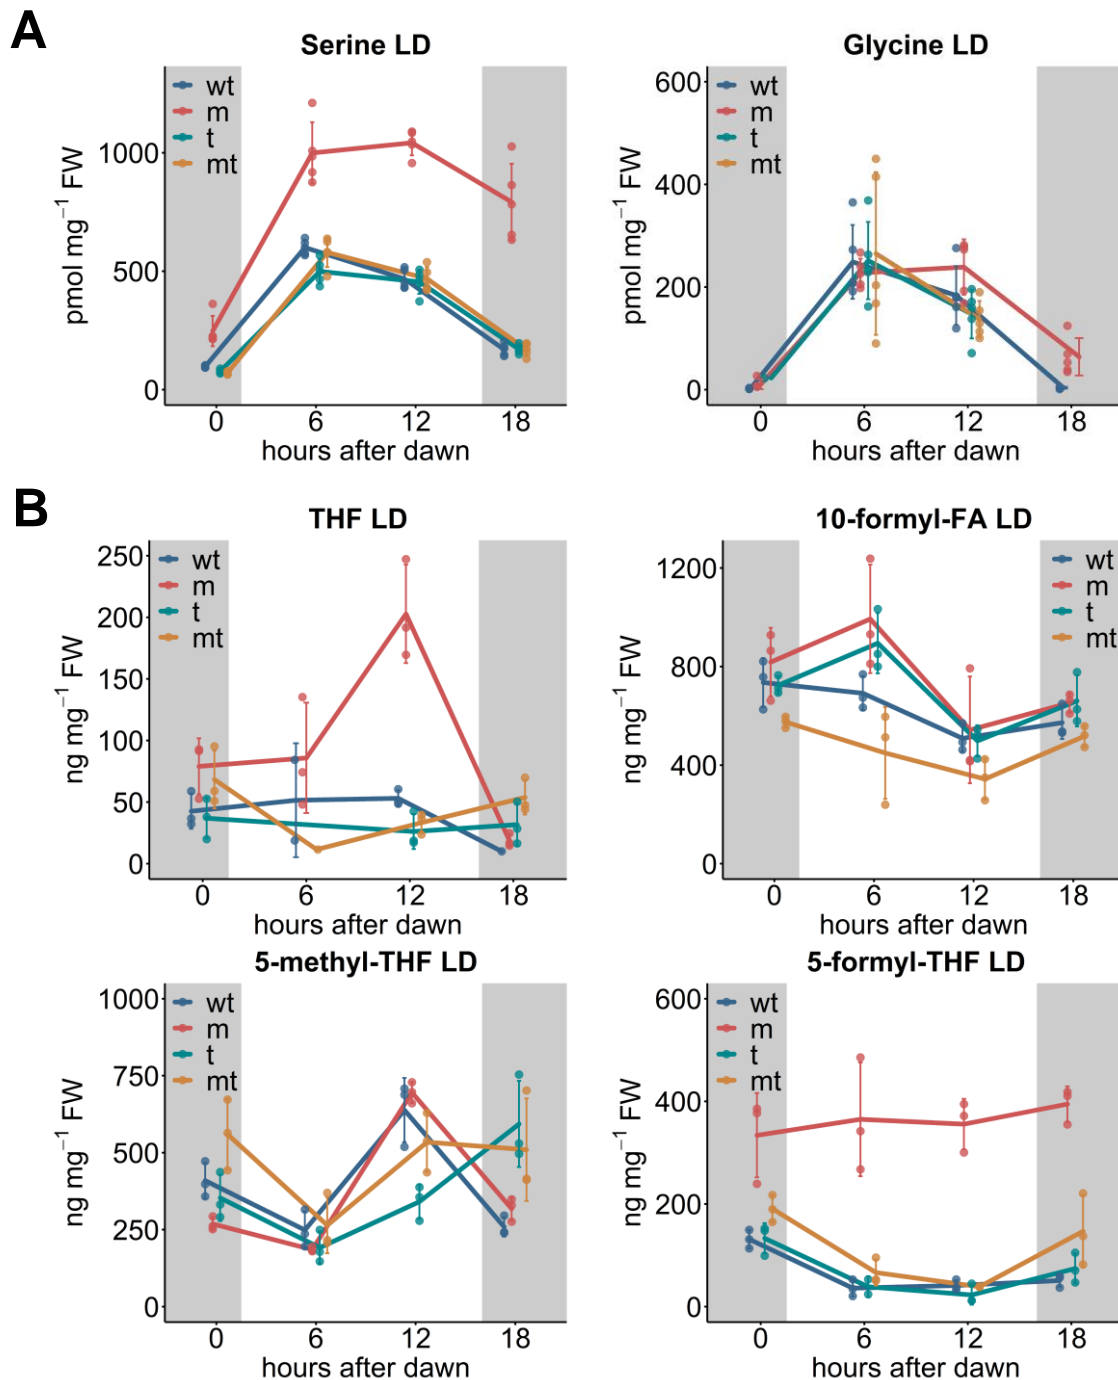 A
Serine LD
Glycine LD
wt
m
t
mt
wt
m
t
mt
1000
500
0
600
400
200
0
pmol mg⁻¹ FW
pmol mg⁻¹ FW
0 6 12 18
0 6 12 18
hours after dawn
hours after dawn
B
THF LD
10-formyl-FA LD
wt
m
t
mt
wt
m
t
mt
250
200
150
100
50
0
1200
800
400
0
ng mg⁻¹ FW
ng mg⁻¹ FW
0 6 12 18
0 6 12 18
hours after dawn
hours after dawn
5-methyl-THF LD
5-formyl-THF LD
wt
m
t
mt
wt
m
t
mt
1000
750
500
250
0
600
400
200
0
ng mg⁻¹ FW
ng mg⁻¹ FW
0 6 12 18
0 6 12 18
hours after dawn
hours after dawn